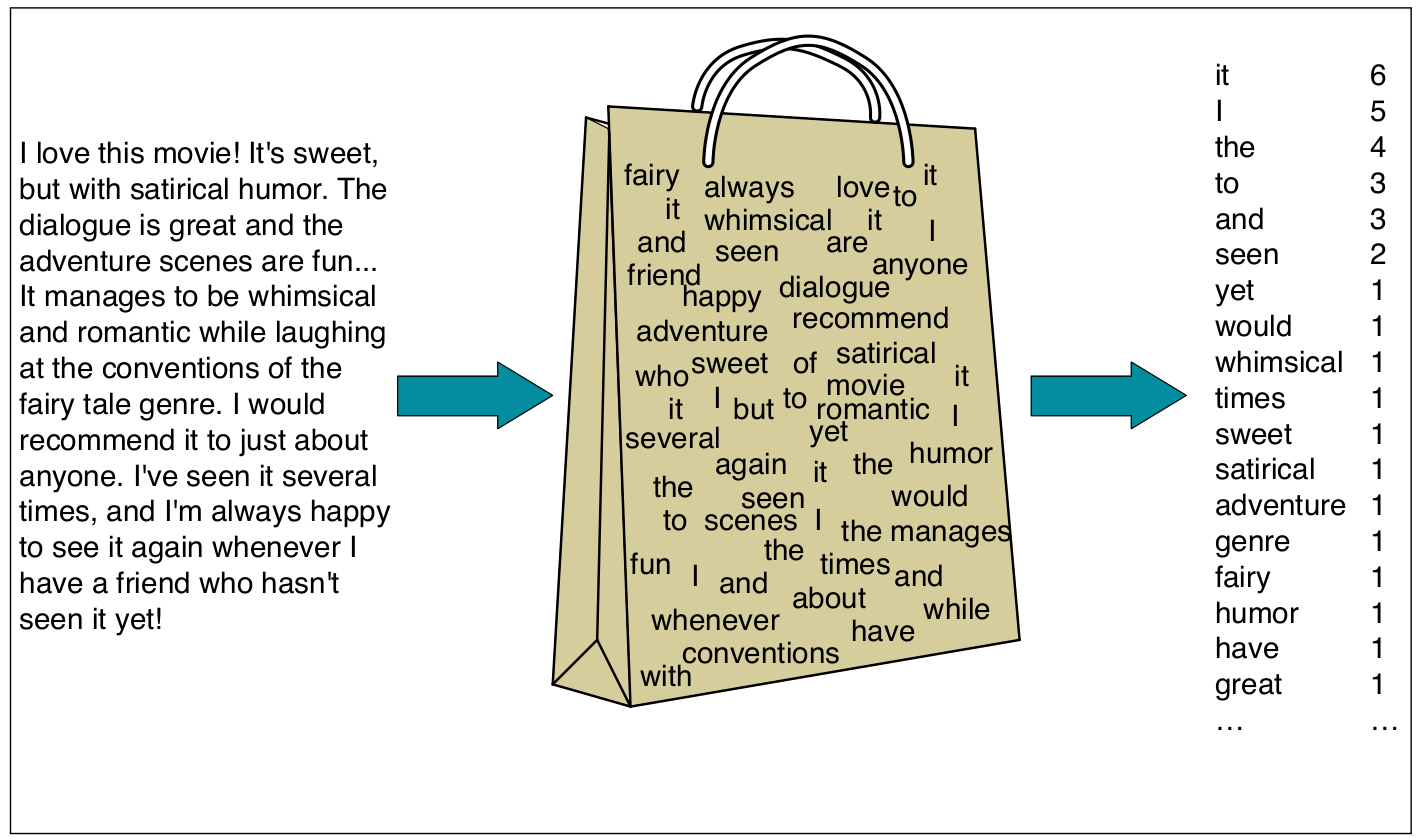 I love this movie! It's sweet,
but with satirical humor. The
dialogue is great and the
adventure scenes are fun...
It manages to be whimsical
and romantic while laughing
at the conventions of the
fairy tale genre. I would
recommend it to just about
anyone. I've seen it several
times, and I'm always happy
to see it again whenever I
have a friend who hasn't
seen it yet!
fairy always love to it
it whimsical it I
and seen are anyone
friend happy dialogue
adventure recommend
who sweet of satirical
it I but to movie it
several yet romantic I
again it the humor
the seen would
to scenes I the manages
fun the times and
I and about while
whenever have
conventions
with
it 6
I 5
the 4
to 3
and 3
seen 2
yet 1
would 1
whimsical 1
times 1
sweet 1
satirical 1
adventure 1
genre 1
fairy 1
humor 1
have 1
great 1
… …